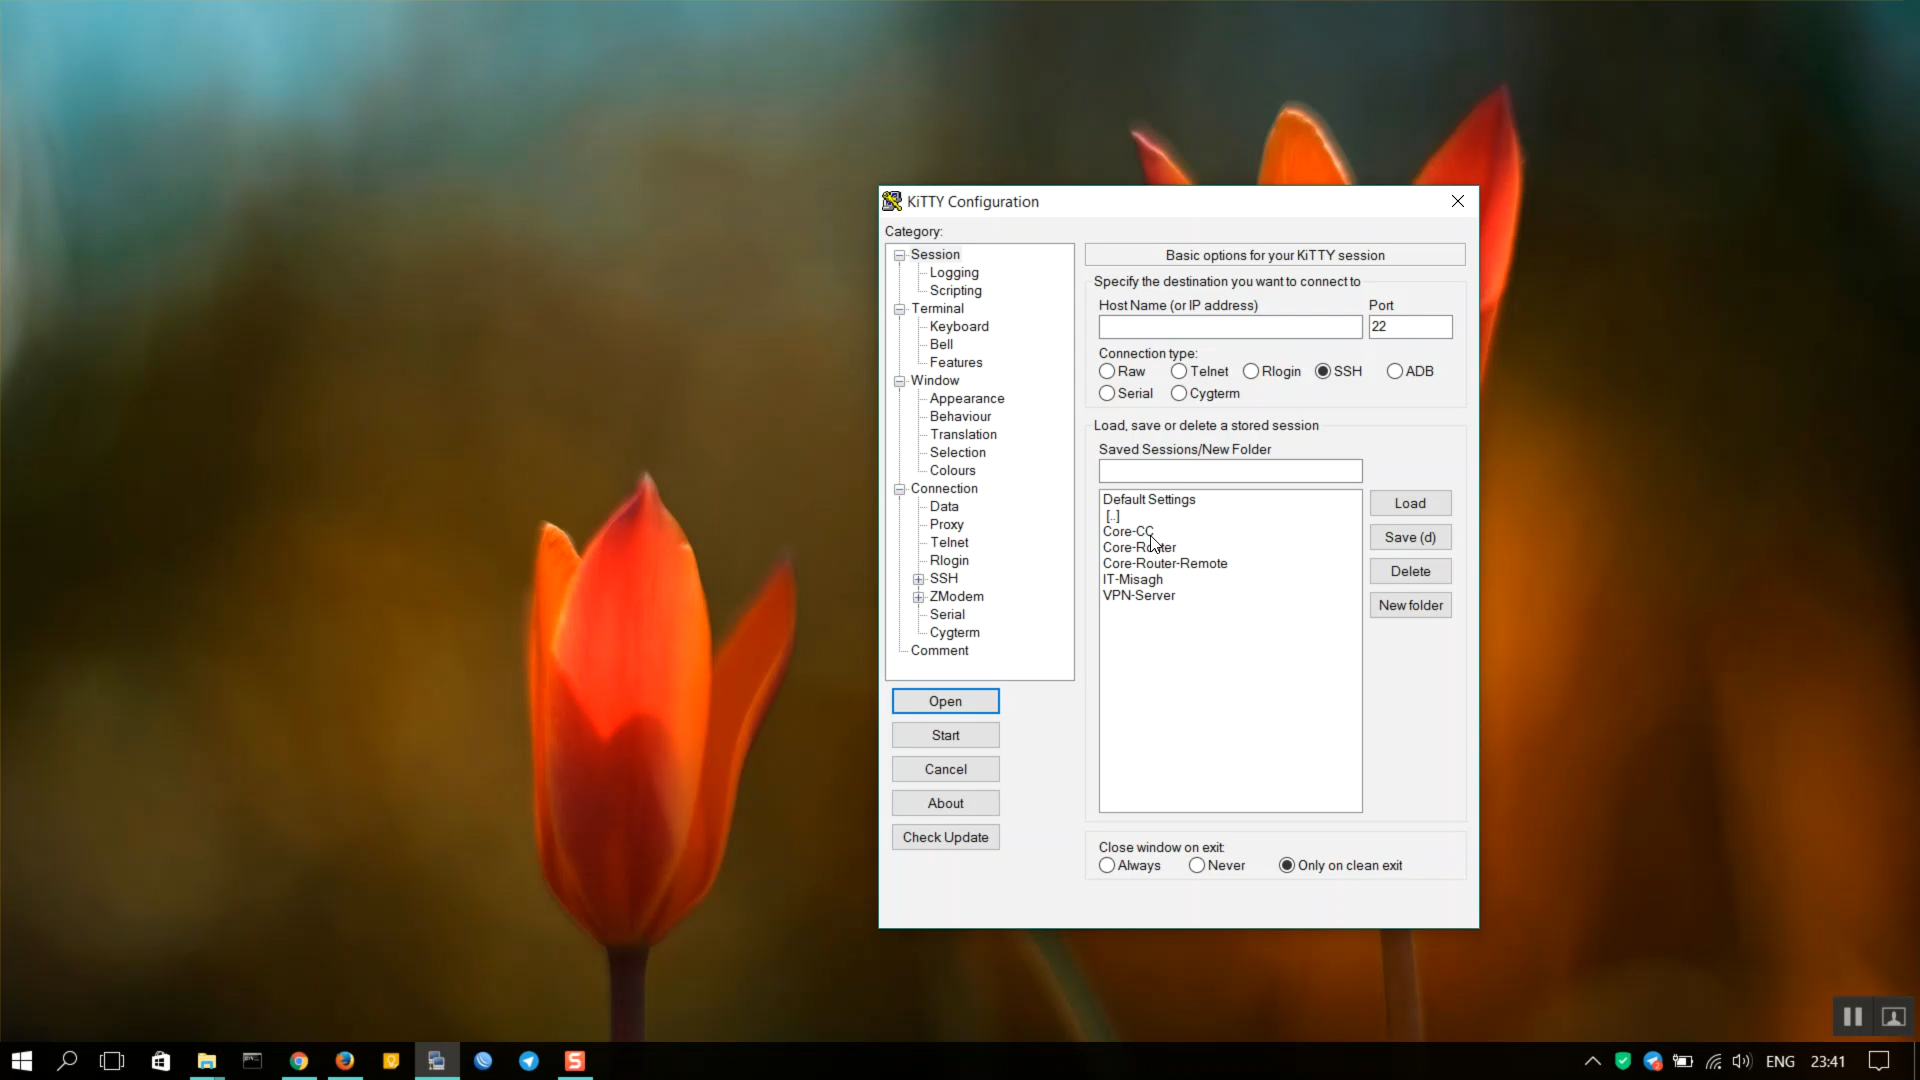 KiTTY Configuration
Category:
Session
Logging
Scripting
Terminal
Keyboard
Bell
Features
Window
Appearance
Behaviour
Translation
Selection
Colours
Connection
Data
Proxy
Telnet
Rlogin
SSH
ZModem
Serial
Cygterm
Comment
Open
Start
Cancel
About
Check Update
Basic options for your KiTTY session
Specify the destination you want to connect to
Host Name (or IP address) Port
22
Connection type:
Raw Telnet Rlogin SSH ADB
Serial Cygterm
Load, save or delete a stored session
Saved Sessions/New Folder
Default Settings
[..]
Core-CC
Core-Router
Core-Router-Remote
IT-Misagh
VPN-Server
Load
Save (d)
Delete
New folder
Close window on exit:
Always Never Only on clean exit
ENG 23:41